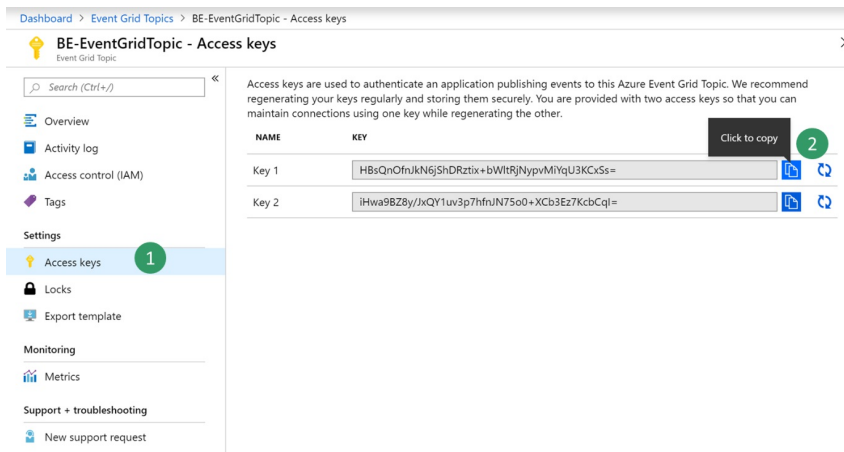 Dashboard > Event Grid Topics > BE-EventGridTopic - Access keys
BE-EventGridTopic - Access keys
Event Grid Topic
Search (Ctrl+/)
Overview
Activity log
Access control (IAM)
Tags
Settings
Access keys
1
Locks
Export template
Monitoring
Metrics
Support + troubleshooting
New support request
Access keys are used to authenticate an application publishing events to this Azure Event Grid Topic. We recommend
regenerating your keys regularly and storing them securely. You are provided with two access keys so that you can
maintain connections using one key while regenerating the other.
NAME KEY
Click to copy
2
Key 1 HBsQnOfnJkN6jShDRztix+bWItRjNypvMiYqU3KCxSs=
Key 2 iHwa9BZ8y/JxQY1uv3p7hfnJN75o0+XCb3Ez7KcbCqI=